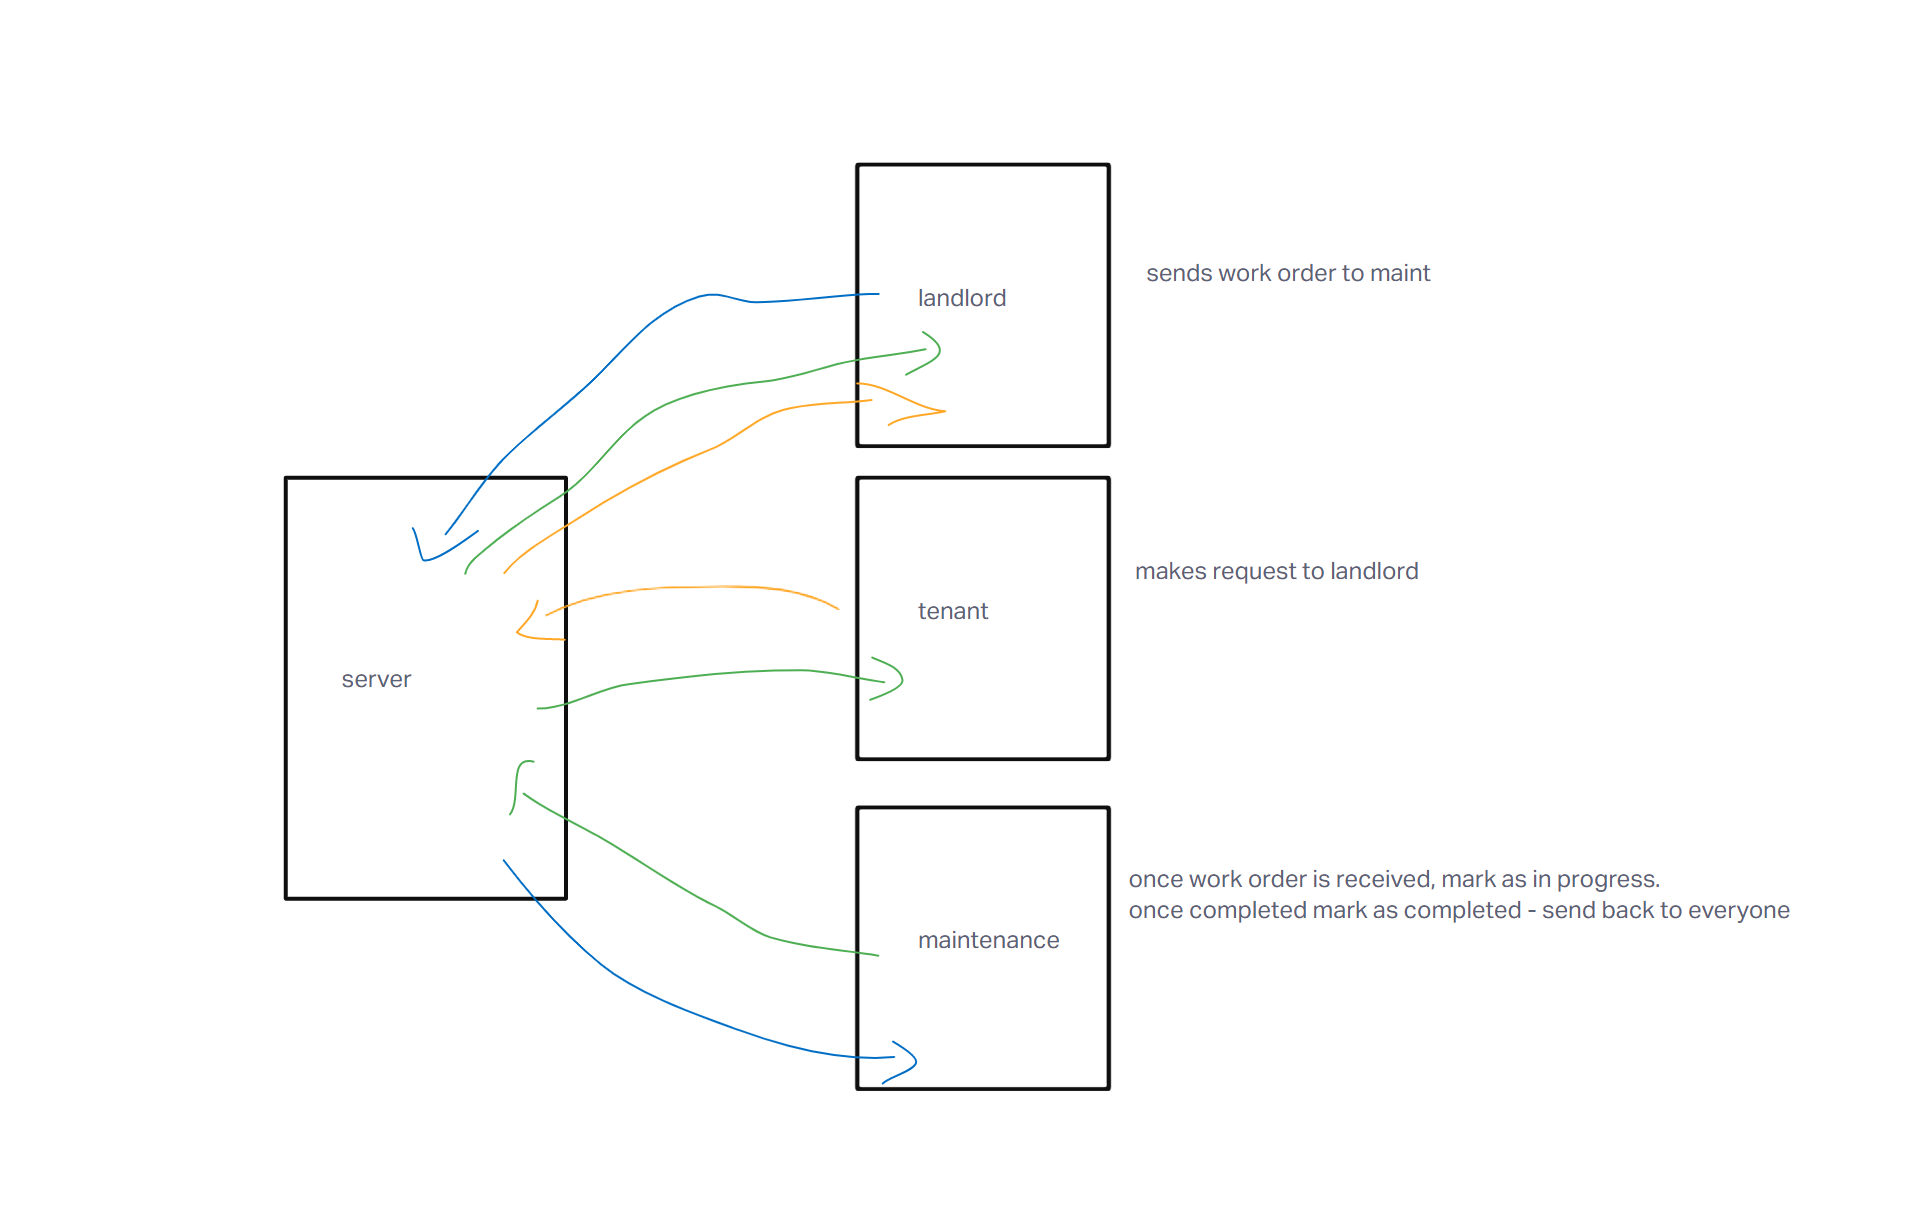 landlord
sends work order to maint
server
tenant
makes request to landlord
maintenance
once work order is received, mark as in progress.
once completed mark as completed - send back to everyone